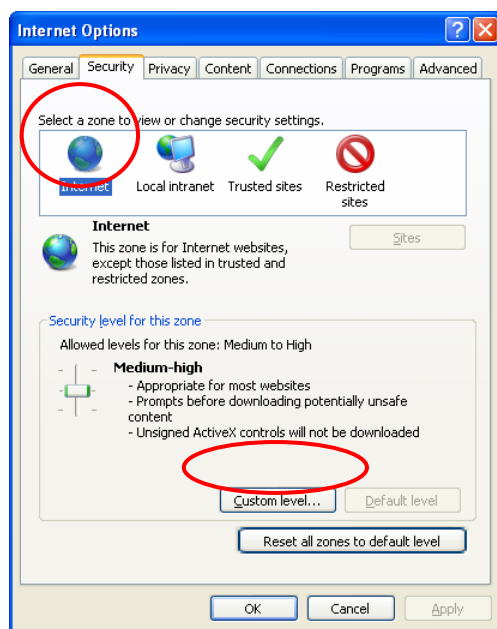 Internet Options
General Security Privacy Content Connections Programs Advanced
Select a zone to view or change security settings.
Internet Local intranet Trusted sites Restricted
sites
Internet
Sites
This zone is for Internet websites,
except those listed in trusted and
restricted zones.
Security level for this zone
Allowed levels for this zone: Medium to High
Medium-high
- Appropriate for most websites
- Prompts before downloading potentially unsafe
content
- Unsigned ActiveX controls will not be downloaded
Custom level... Default level
Reset all zones to default level
OK Cancel Apply